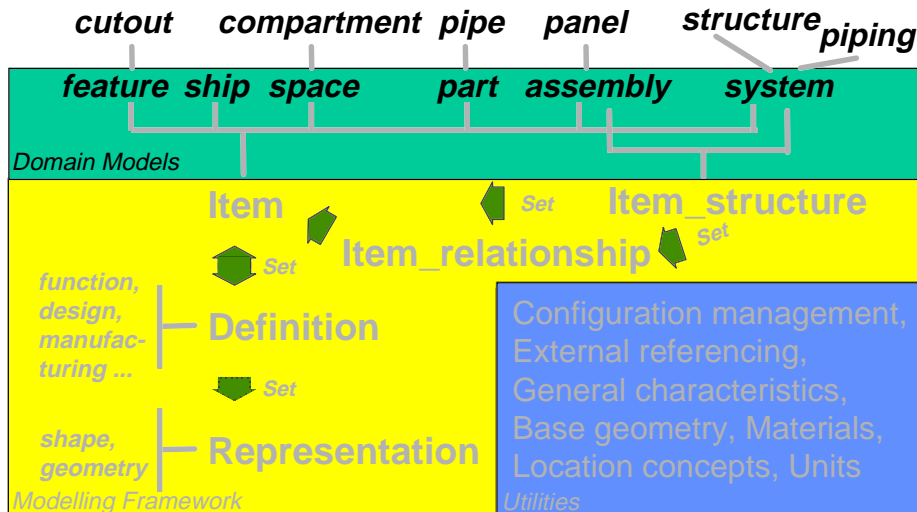 cutout compartment pipe panel structure piping
feature ship space part assembly system
Domain Models
Item Set Item_structure
Item_relationship Set
Set
function,
design,
manufac-
turing ...
Definition
Set
shape,
geometry
Representation
Modelling Framework
Configuration management,
External referencing,
General characteristics,
Base geometry, Materials,
Location concepts, Units
Utilities